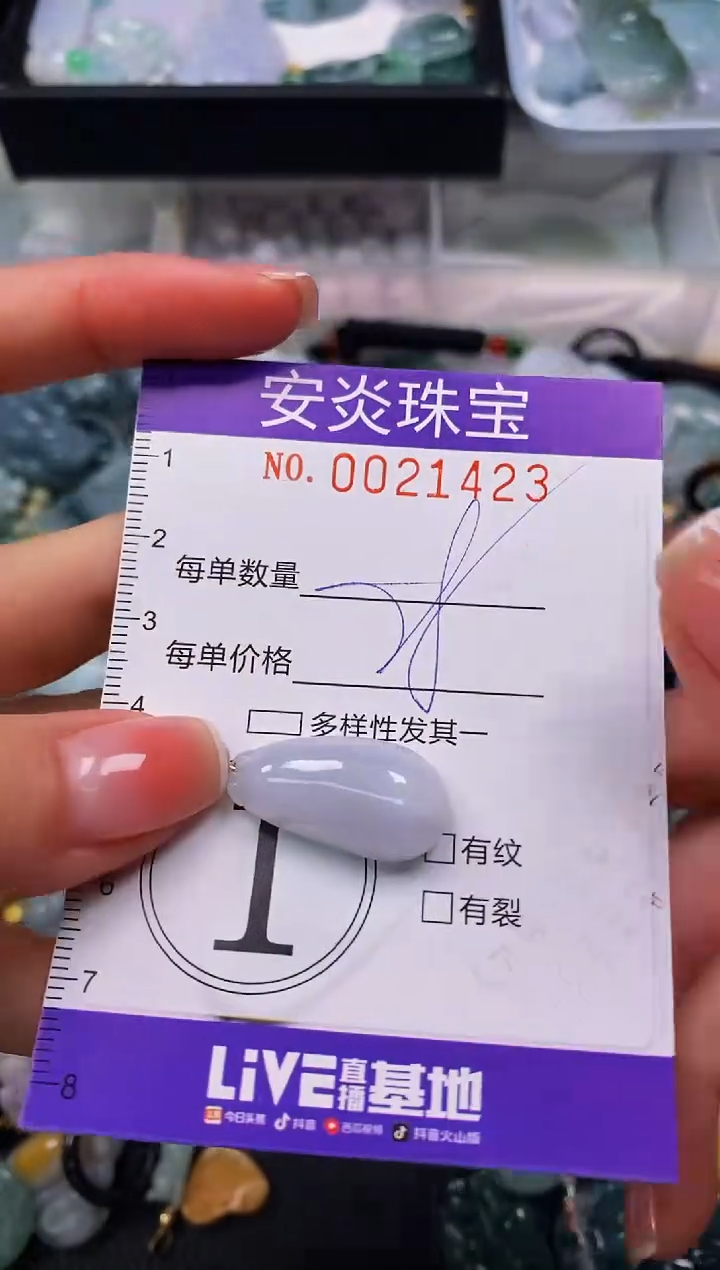 安炎珠宝
NO. 0021423
1
2
每单数量
3
每单价格
4
多样性发其一
1
有纹
6
有裂
7
LiVE直播基地
8
今日头条 抖音 西瓜视频 抖音火山版